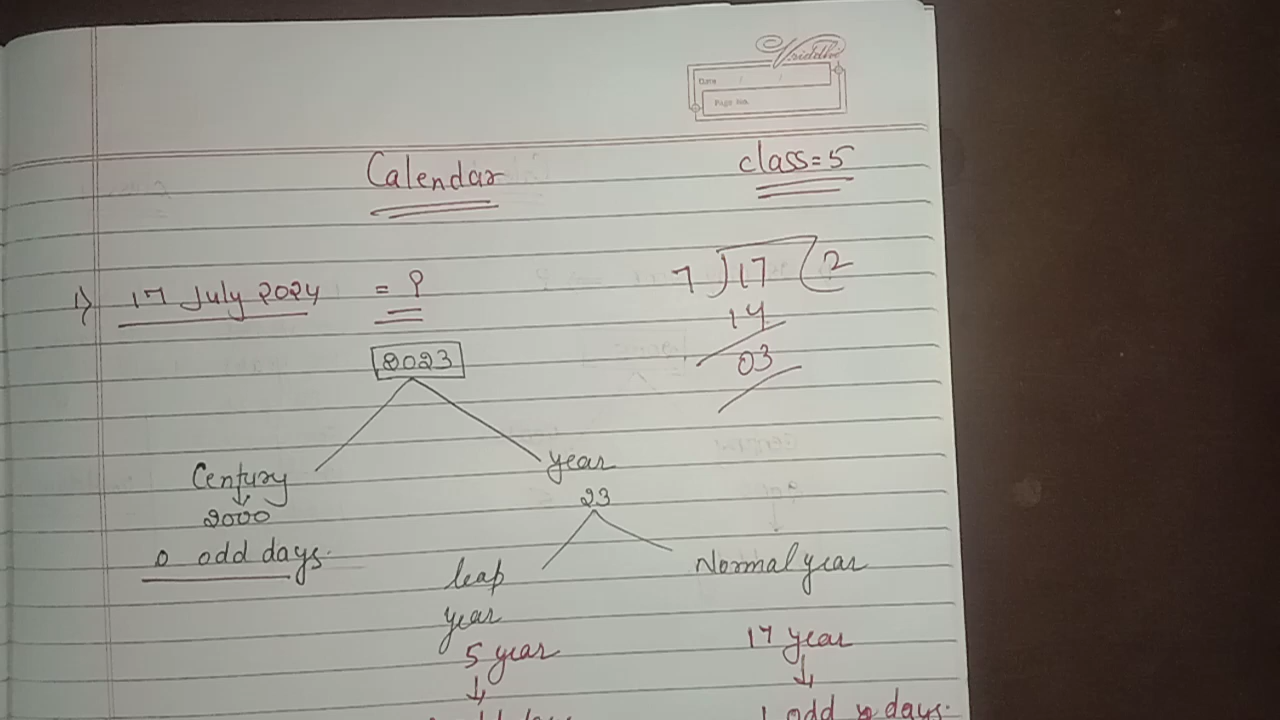 Vriddhi
Date / /
Page No.
Calendar
class=5
1) 17 July 2024 = ?
7 ) 17 ( 2
14
03
2023
Century
2000
0 odd days.
year
23
leap
year
5 year
Normal year
17 year
1 odd days.